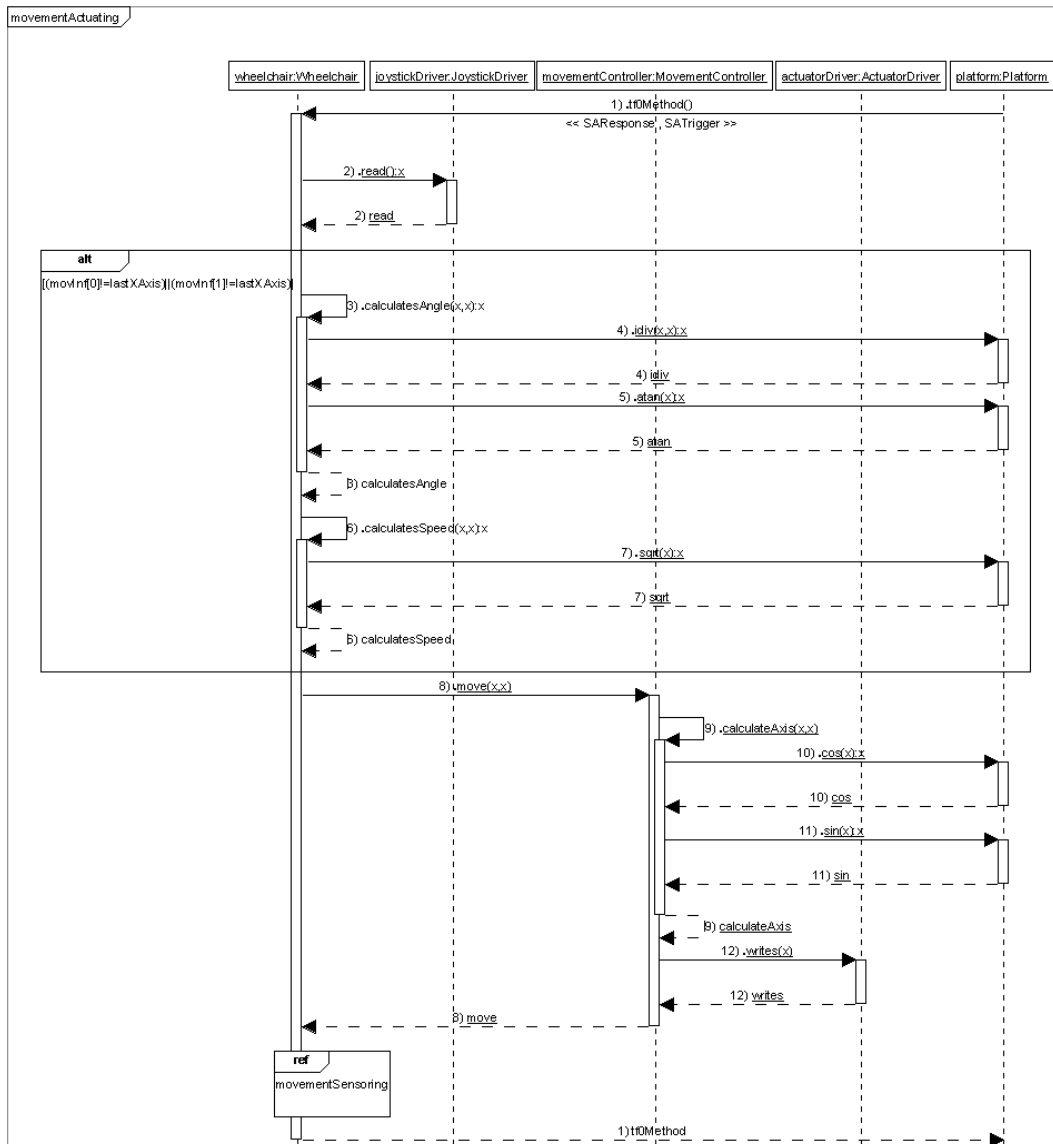 movementActuating
wheelchair:Wheelchair joystickDriver:JoystickDriver movementController:MovementController actuatorDriver:ActuatorDriver platform:Platform
1) .tf0Method()
<< SAResponse , SATrigger >>
2) .read():x
2) read
alt
[(movInf[0]!=lastXAxis)||(movInf[1]!=lastXAxis)]
3) .calculatesAngle(x,x):x
4) .idiv(x,x):x
4) idiv
5) .atan(x):x
5) atan
3) calculatesAngle
6) .calculatesSpeed(x,x):x
7) .sqrt(x):x
7) sqrt
6) calculatesSpeed
8) .move(x,x)
9) .calculateAxis(x,x)
10) .cos(x):x
10) cos
11) .sin(x):x
11) sin
9) calculateAxis
12) .writes(x)
12) writes
8) move
ref
movementSensoring
1)tf0Method